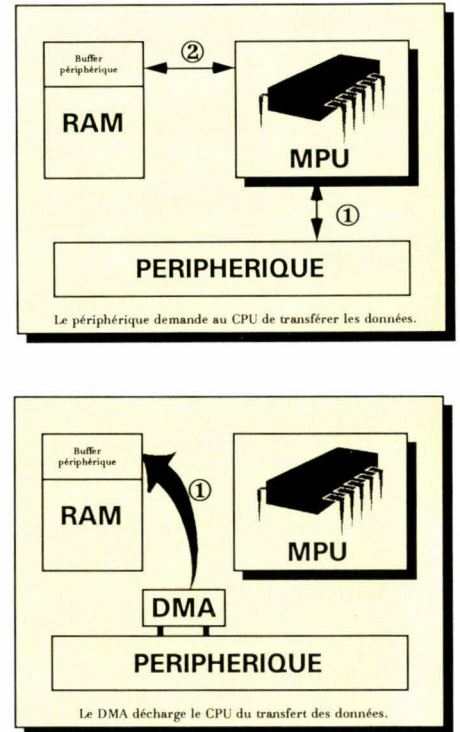 Buffer
périphérique
②
RAM
MPU
①
PERIPHERIQUE
Le périphérique demande au CPU de transférer les données.
Buffer
périphérique
①
RAM
MPU
DMA
PERIPHERIQUE
Le DMA décharge le CPU du transfert des données.